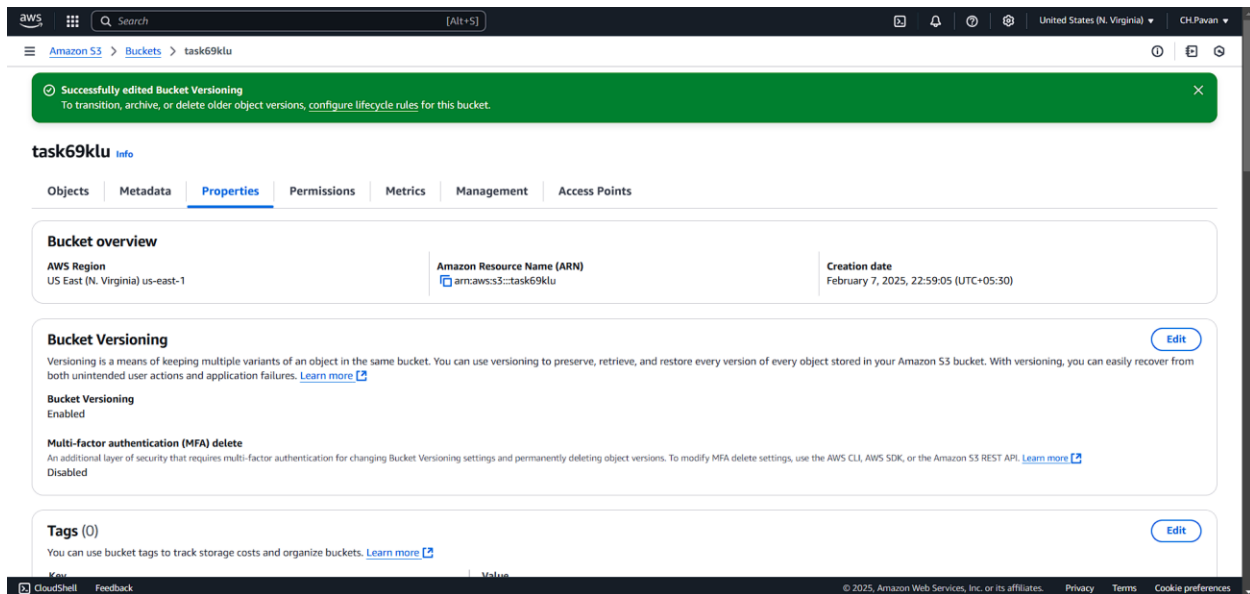 aws Search [Alt+S] United States (N. Virginia) CH.Pavan
Amazon S3 > Buckets > task69klu
Successfully edited Bucket Versioning
To transition, archive, or delete older object versions, configure lifecycle rules for this bucket.
task69klu Info
Objects Metadata Properties Permissions Metrics Management Access Points
Bucket overview
AWS Region
US East (N. Virginia) us-east-1
Amazon Resource Name (ARN)
arn:aws:s3:::task69klu
Creation date
February 7, 2025, 22:59:05 (UTC+05:30)
Bucket Versioning
Edit
Versioning is a means of keeping multiple variants of an object in the same bucket. You can use versioning to preserve, retrieve, and restore every version of every object stored in your Amazon S3 bucket. With versioning, you can easily recover from
both unintended user actions and application failures. Learn more
Bucket Versioning
Enabled
Multi-factor authentication (MFA) delete
An additional layer of security that requires multi-factor authentication for changing Bucket Versioning settings and permanently deleting object versions. To modify MFA delete settings, use the AWS CLI, AWS SDK, or the Amazon S3 REST API. Learn more
Disabled
Tags (0)
Edit
You can use bucket tags to track storage costs and organize buckets. Learn more
Key Value
CloudShell Feedback © 2025, Amazon Web Services, Inc. or its affiliates. Privacy Terms Cookie preferences